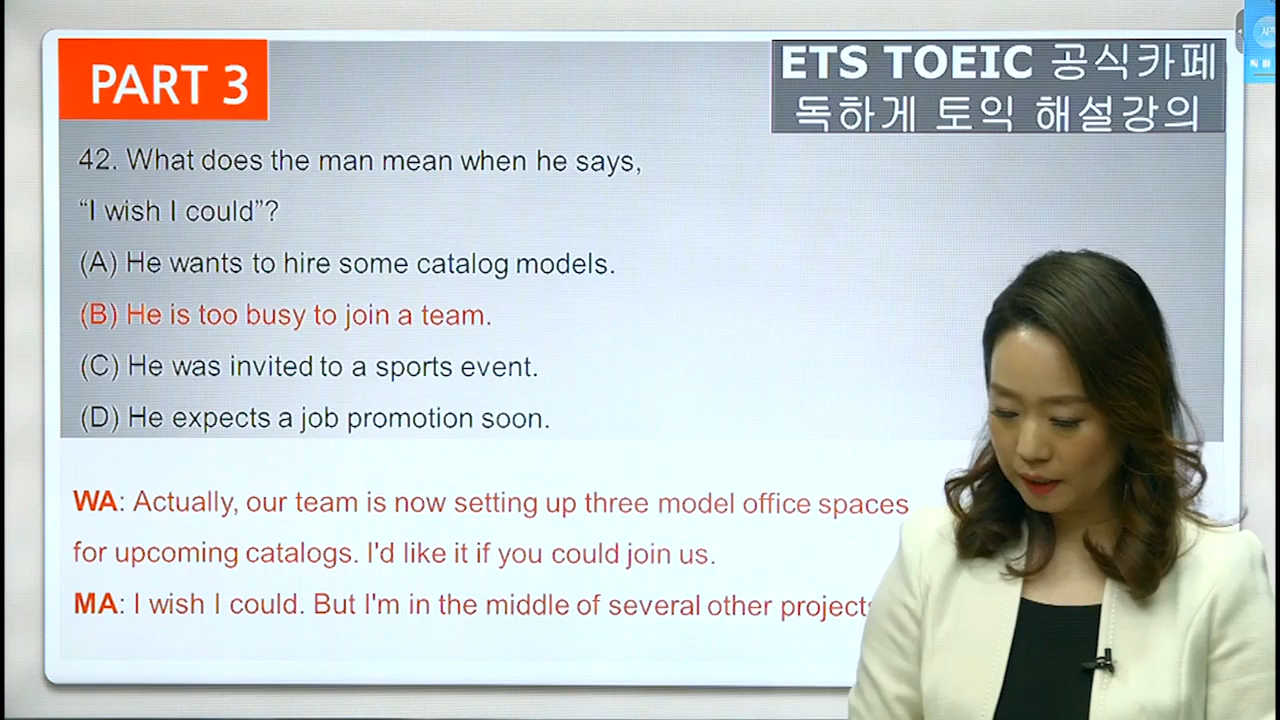 PART 3
ETS TOEIC 공식카페
독하게 토익 해설강의
42. What does the man mean when he says,
“I wish I could”?
(A) He wants to hire some catalog models.
(B) He is too busy to join a team.
(C) He was invited to a sports event.
(D) He expects a job promotion soon.
WA: Actually, our team is now setting up three model office spaces
for upcoming catalogs. I'd like it if you could join us.
MA: I wish I could. But I'm in the middle of several other projects